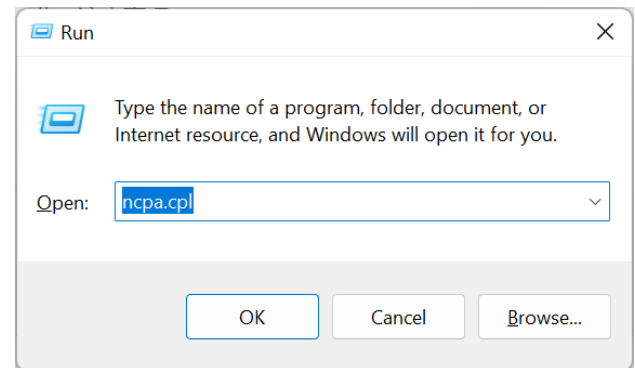 Run
Type the name of a program, folder, document, or
Internet resource, and Windows will open it for you.
Open:
ncpa.cpl
OK
Cancel
Browse...